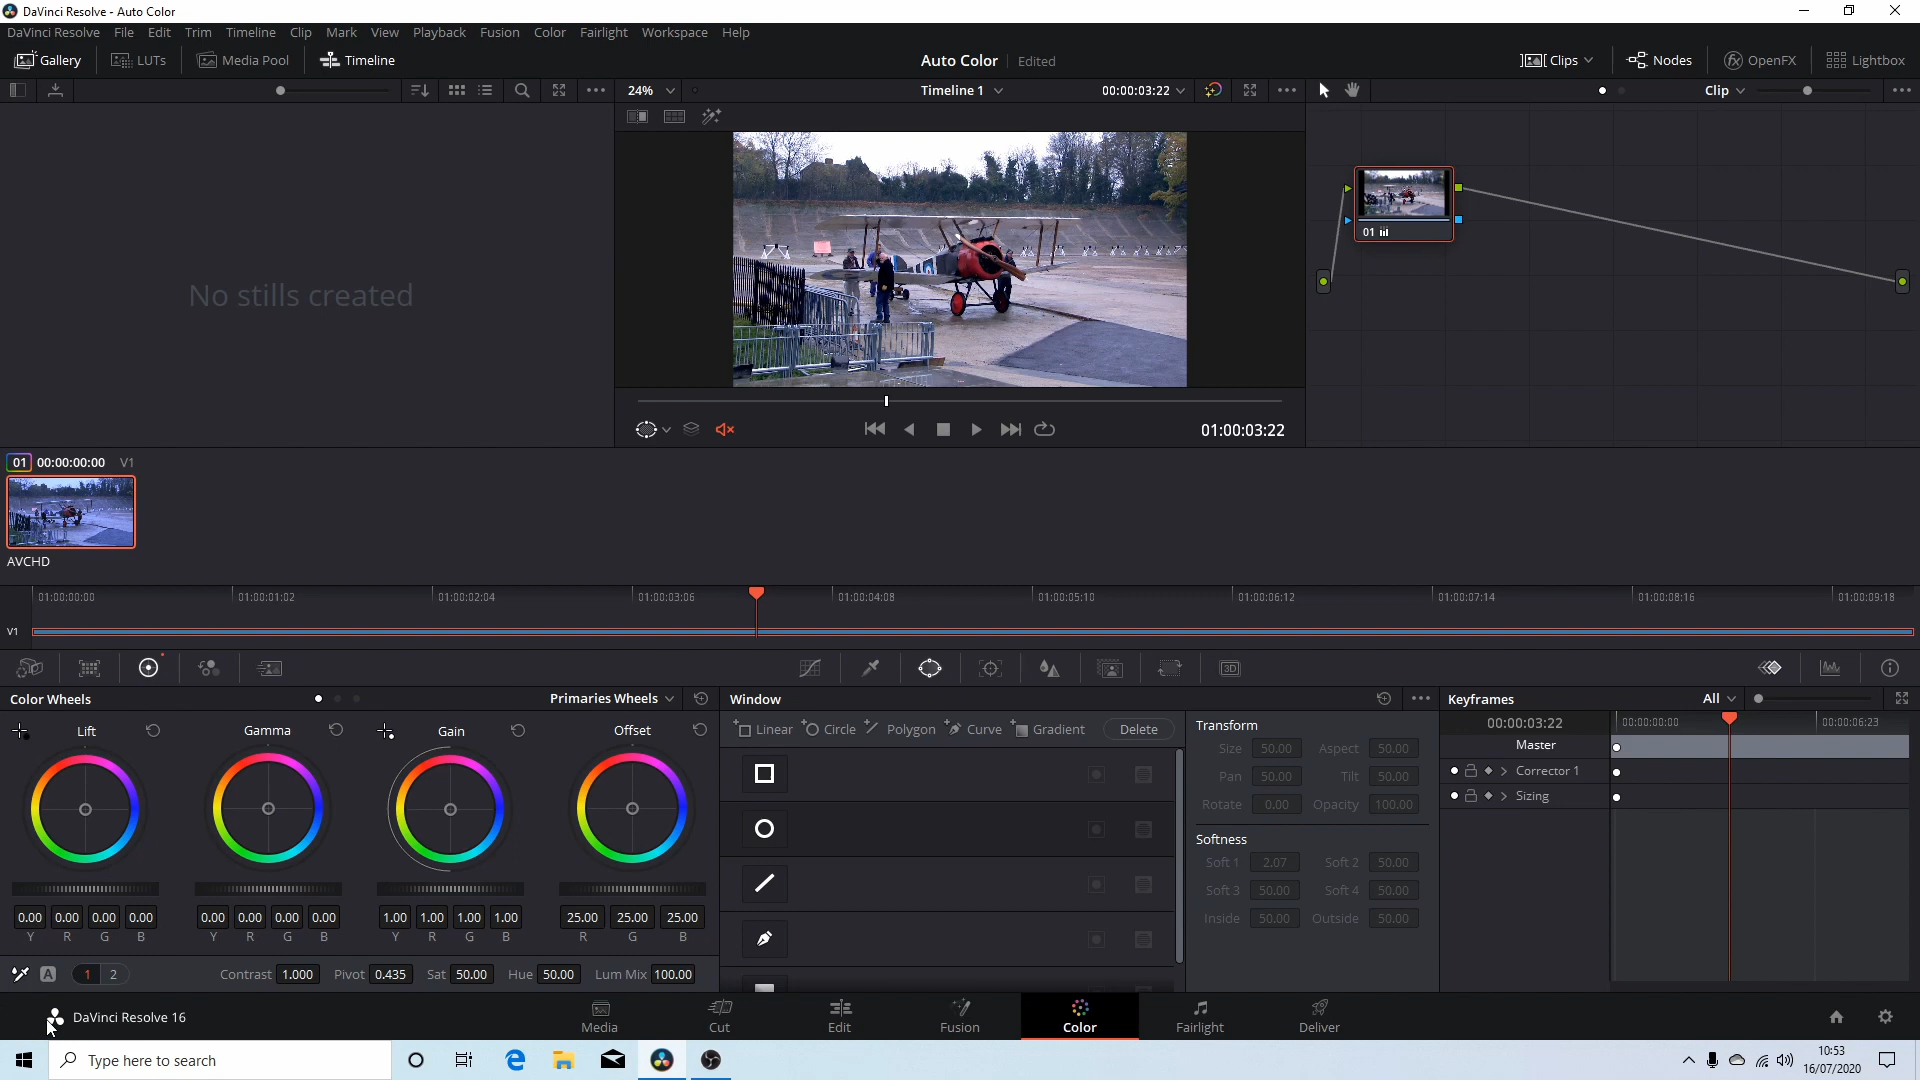 DaVinci Resolve - Auto Color
DaVinci Resolve File Edit Trim Timeline Clip Mark View Playback Fusion Color Fairlight Workspace Help
Gallery LUTs Media Pool Timeline Auto Color Edited Clips Nodes OpenFX Lightbox
24% Timeline 1 00:00:03:22 Clip
No stills created
01
01:00:03:22
01 00:00:00:00 V1
AVCHD
01:00:00:00 01:00:01:02 01:00:02:04 01:00:03:06 01:00:04:08 01:00:05:10 01:00:06:12 01:00:07:14 01:00:08:16 01:00:09:18
V1
3D
Color Wheels Primaries Wheels Window Keyframes All
Lift Gamma Gain Offset
Linear Circle Polygon Curve Gradient Delete
Transform
Size 50.00 Aspect 50.00
Pan 50.00 Tilt 50.00
Rotate 0.00 Opacity 100.00
Softness
Soft 1 2.07 Soft 2 50.00
Soft 3 50.00 Soft 4 50.00
Inside 50.00 Outside 50.00
00:00:03:22 00:00:00:00 00:00:06:23
Master
Corrector 1
Sizing
0.00 0.00 0.00 0.00 0.00 0.00 0.00 0.00 1.00 1.00 1.00 1.00 25.00 25.00 25.00
Y R G B Y R G B Y R G B R G B
A 1 2 Contrast 1.000 Pivot 0.435 Sat 50.00 Hue 50.00 Lum Mix 100.00
DaVinci Resolve 16 Media Cut Edit Fusion Color Fairlight Deliver
Type here to search
10:53
16/07/2020